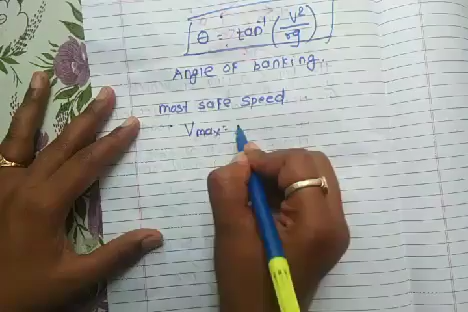 θ = tan⁻¹ (v²/rg)
Angle of banking.
most safe speed
Vmax =